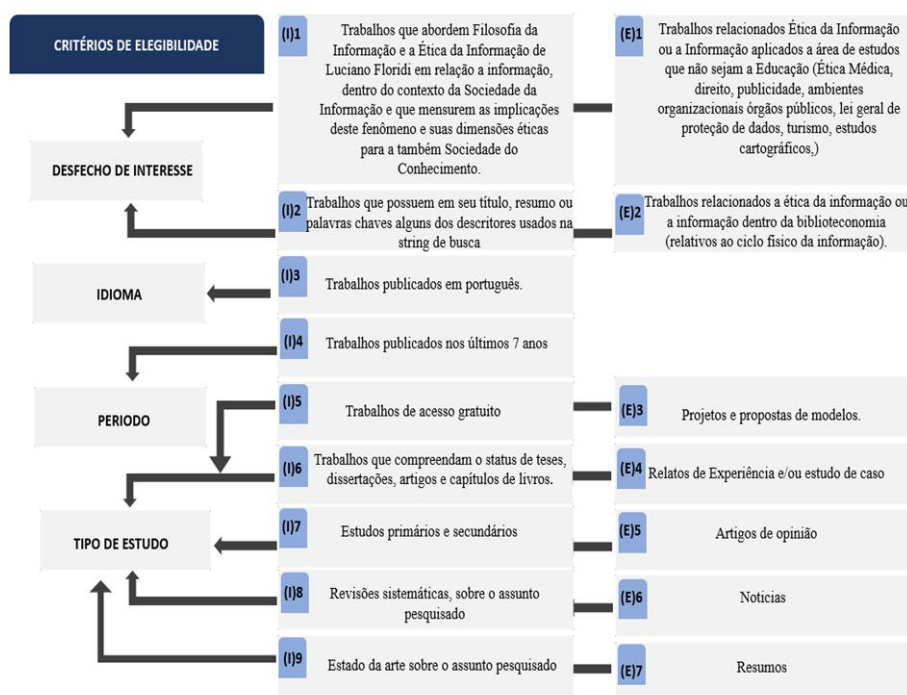 CRITÉRIOS DE ELEGIBILIDADE
DESFECHO DE INTERESSE
IDIOMA
PERIODO
TIPO DE ESTUDO
(I)1
Trabalhos que abordem Filosofia da
Informação e a Ética da Informação de
Luciano Floridi em relação a informação,
dentro do contexto da Sociedade da
Informação e que mensurem as implicações
deste fenômeno e suas dimensões éticas
para a também Sociedade do
Conhecimento.
(I)2
Trabalhos que possuem em seu título, resumo ou
palavras chaves alguns dos descritores usados na
string de busca
(I)3
Trabalhos publicados em português.
(I)4
Trabalhos publicados nos últimos 7 anos
(I)5
Trabalhos de acesso gratuito
(I)6
Trabalhos que compreendam o status de teses,
dissertações, artigos e capítulos de livros.
(I)7
Estudos primários e secundários
(I)8
Revisões sistemáticas, sobre o assunto
pesquisado
(I)9
Estado da arte sobre o assunto pesquisado
(E)1
Trabalhos relacionados Ética da Informação
ou a Informação aplicados a área de estudos
que não sejam a Educação (Ética Médica,
direito, publicidade, ambientes
organizacionais órgãos públicos, lei geral de
proteção de dados, turismo, estudos
cartográficos,)
(E)2
Trabalhos relacionados a ética da informação ou
a informação dentro da biblioteconomia
(relativos ao ciclo físico da informação).
(E)3
Projetos e propostas de modelos.
(E)4
Relatos de Experiência e/ou estudo de caso
(E)5
Artigos de opinião
(E)6
Noticias
(E)7
Resumos